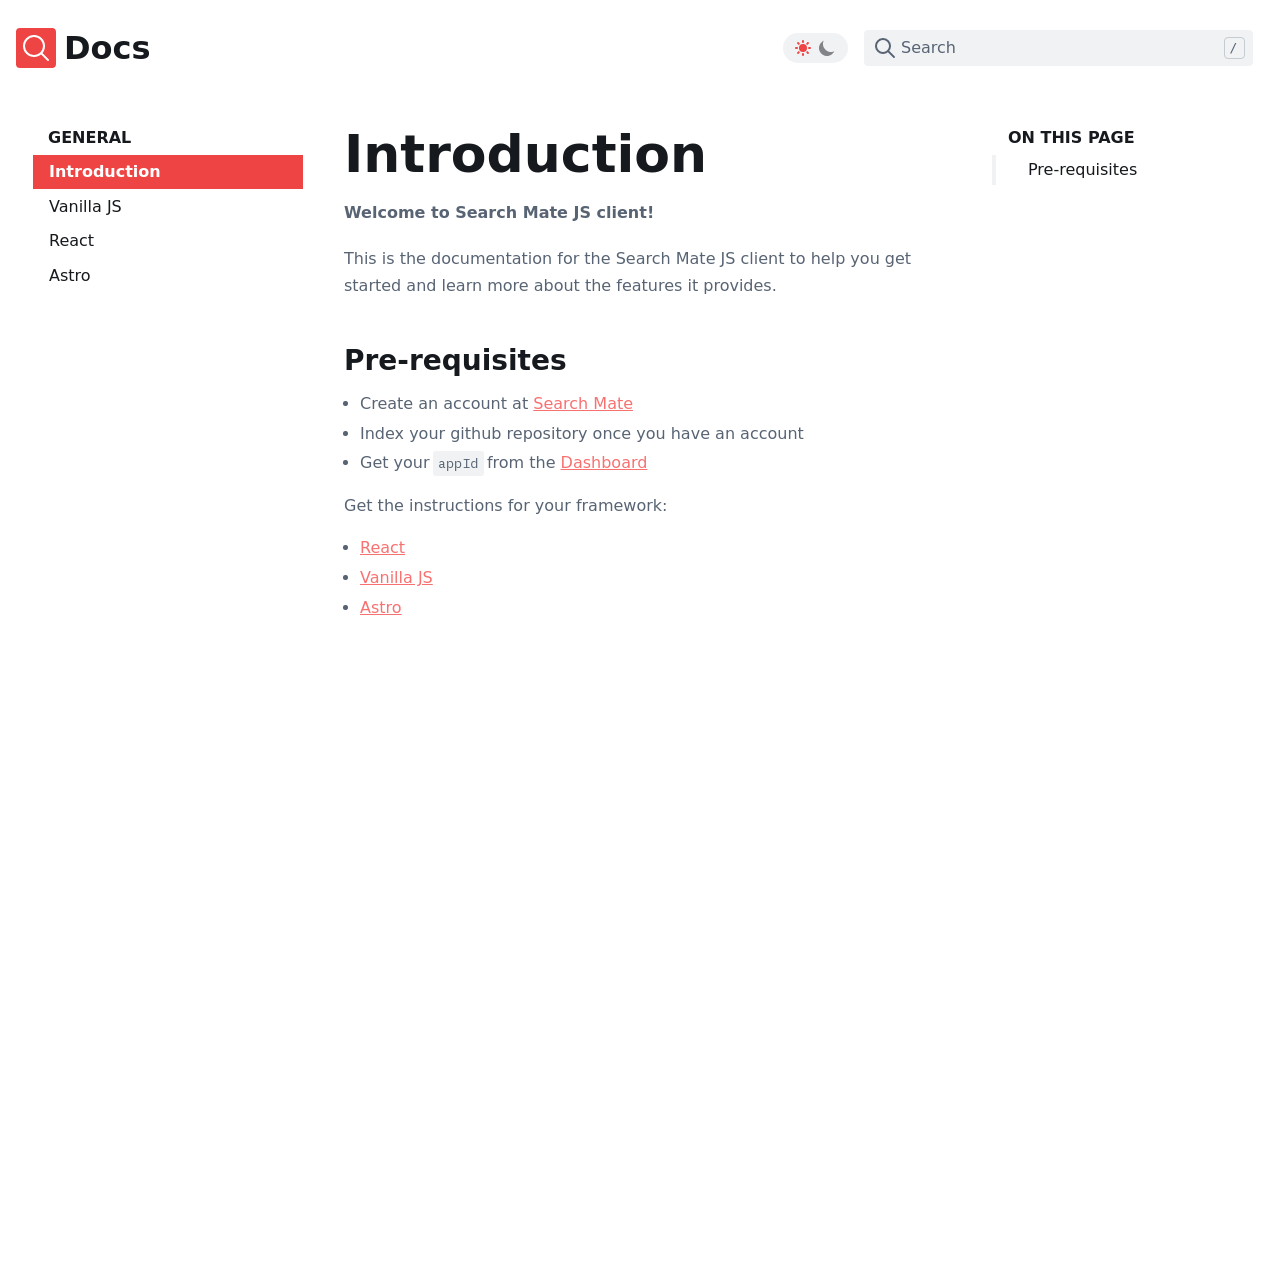 Docs
Search
/
GENERAL
Introduction
Vanilla JS
React
Astro
Introduction
Welcome to Search Mate JS client!
This is the documentation for the Search Mate JS client to help you get
started and learn more about the features it provides.
Pre-requisites
Create an account at Search Mate
Index your github repository once you have an account
Get your appId from the Dashboard
Get the instructions for your framework:
React
Vanilla JS
Astro
ON THIS PAGE
Pre-requisites